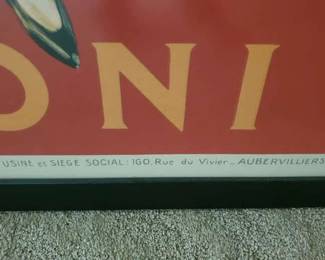 ONI
USINE et SIEGE SOCIAL: 160, Rue du Vivier _ AUBERVILLIERS